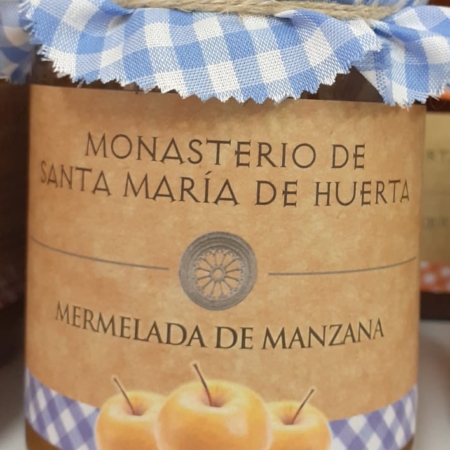 MONASTERIO DE
SANTA MARÍA DE HUERTA
MERMELADA DE MANZANA